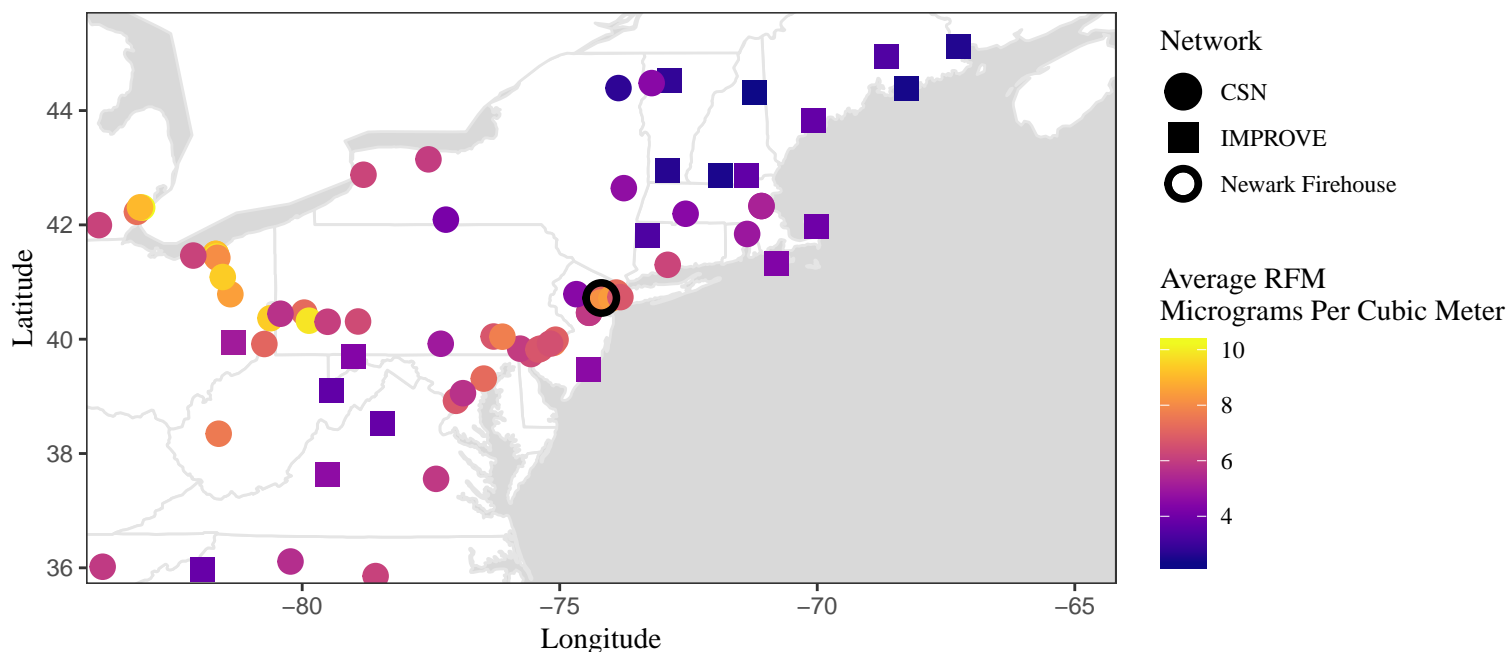 44
42
40
38
36
Latitude
−80
−75
−70
−65
Longitude
Network
CSN
IMPROVE
Newark Firehouse
Average RFM
Micrograms Per Cubic Meter
10
8
6
4